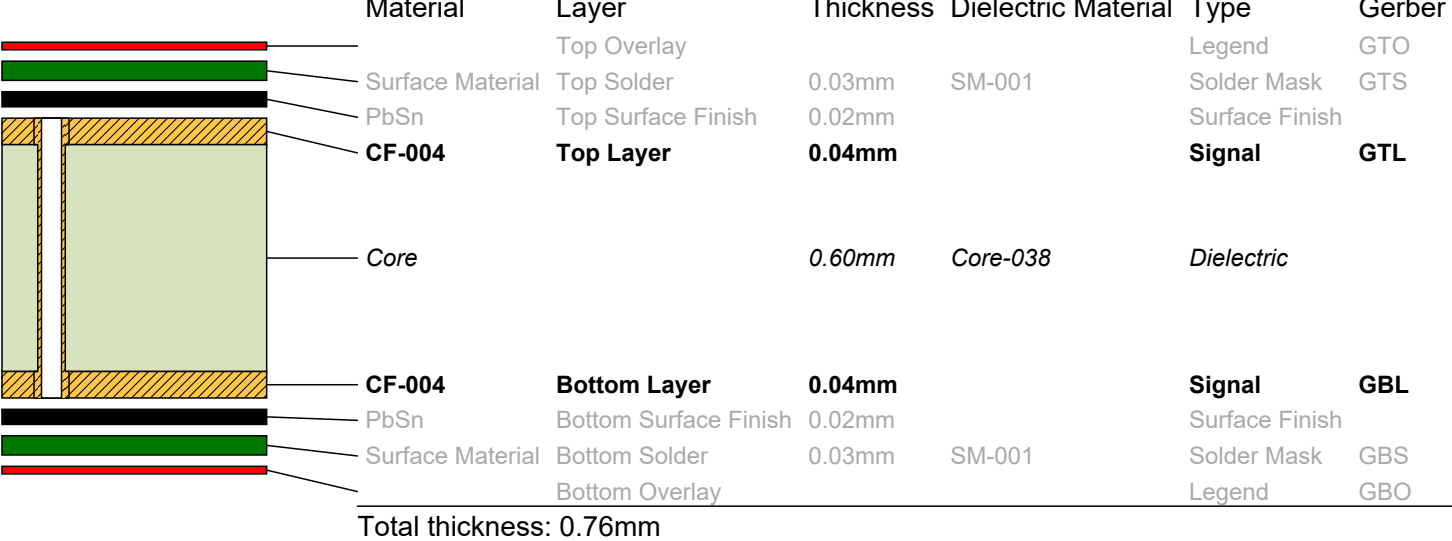 Material Layer Thickness Dielectric Material Type Gerber
Top Overlay Legend GTO
Surface Material Top Solder 0.03mm SM-001 Solder Mask GTS
PbSn Top Surface Finish 0.02mm Surface Finish
CF-004 Top Layer 0.04mm Signal GTL
Core 0.60mm Core-038 Dielectric
CF-004 Bottom Layer 0.04mm Signal GBL
PbSn Bottom Surface Finish 0.02mm Surface Finish
Surface Material Bottom Solder 0.03mm SM-001 Solder Mask GBS
Bottom Overlay Legend GBO
Total thickness: 0.76mm